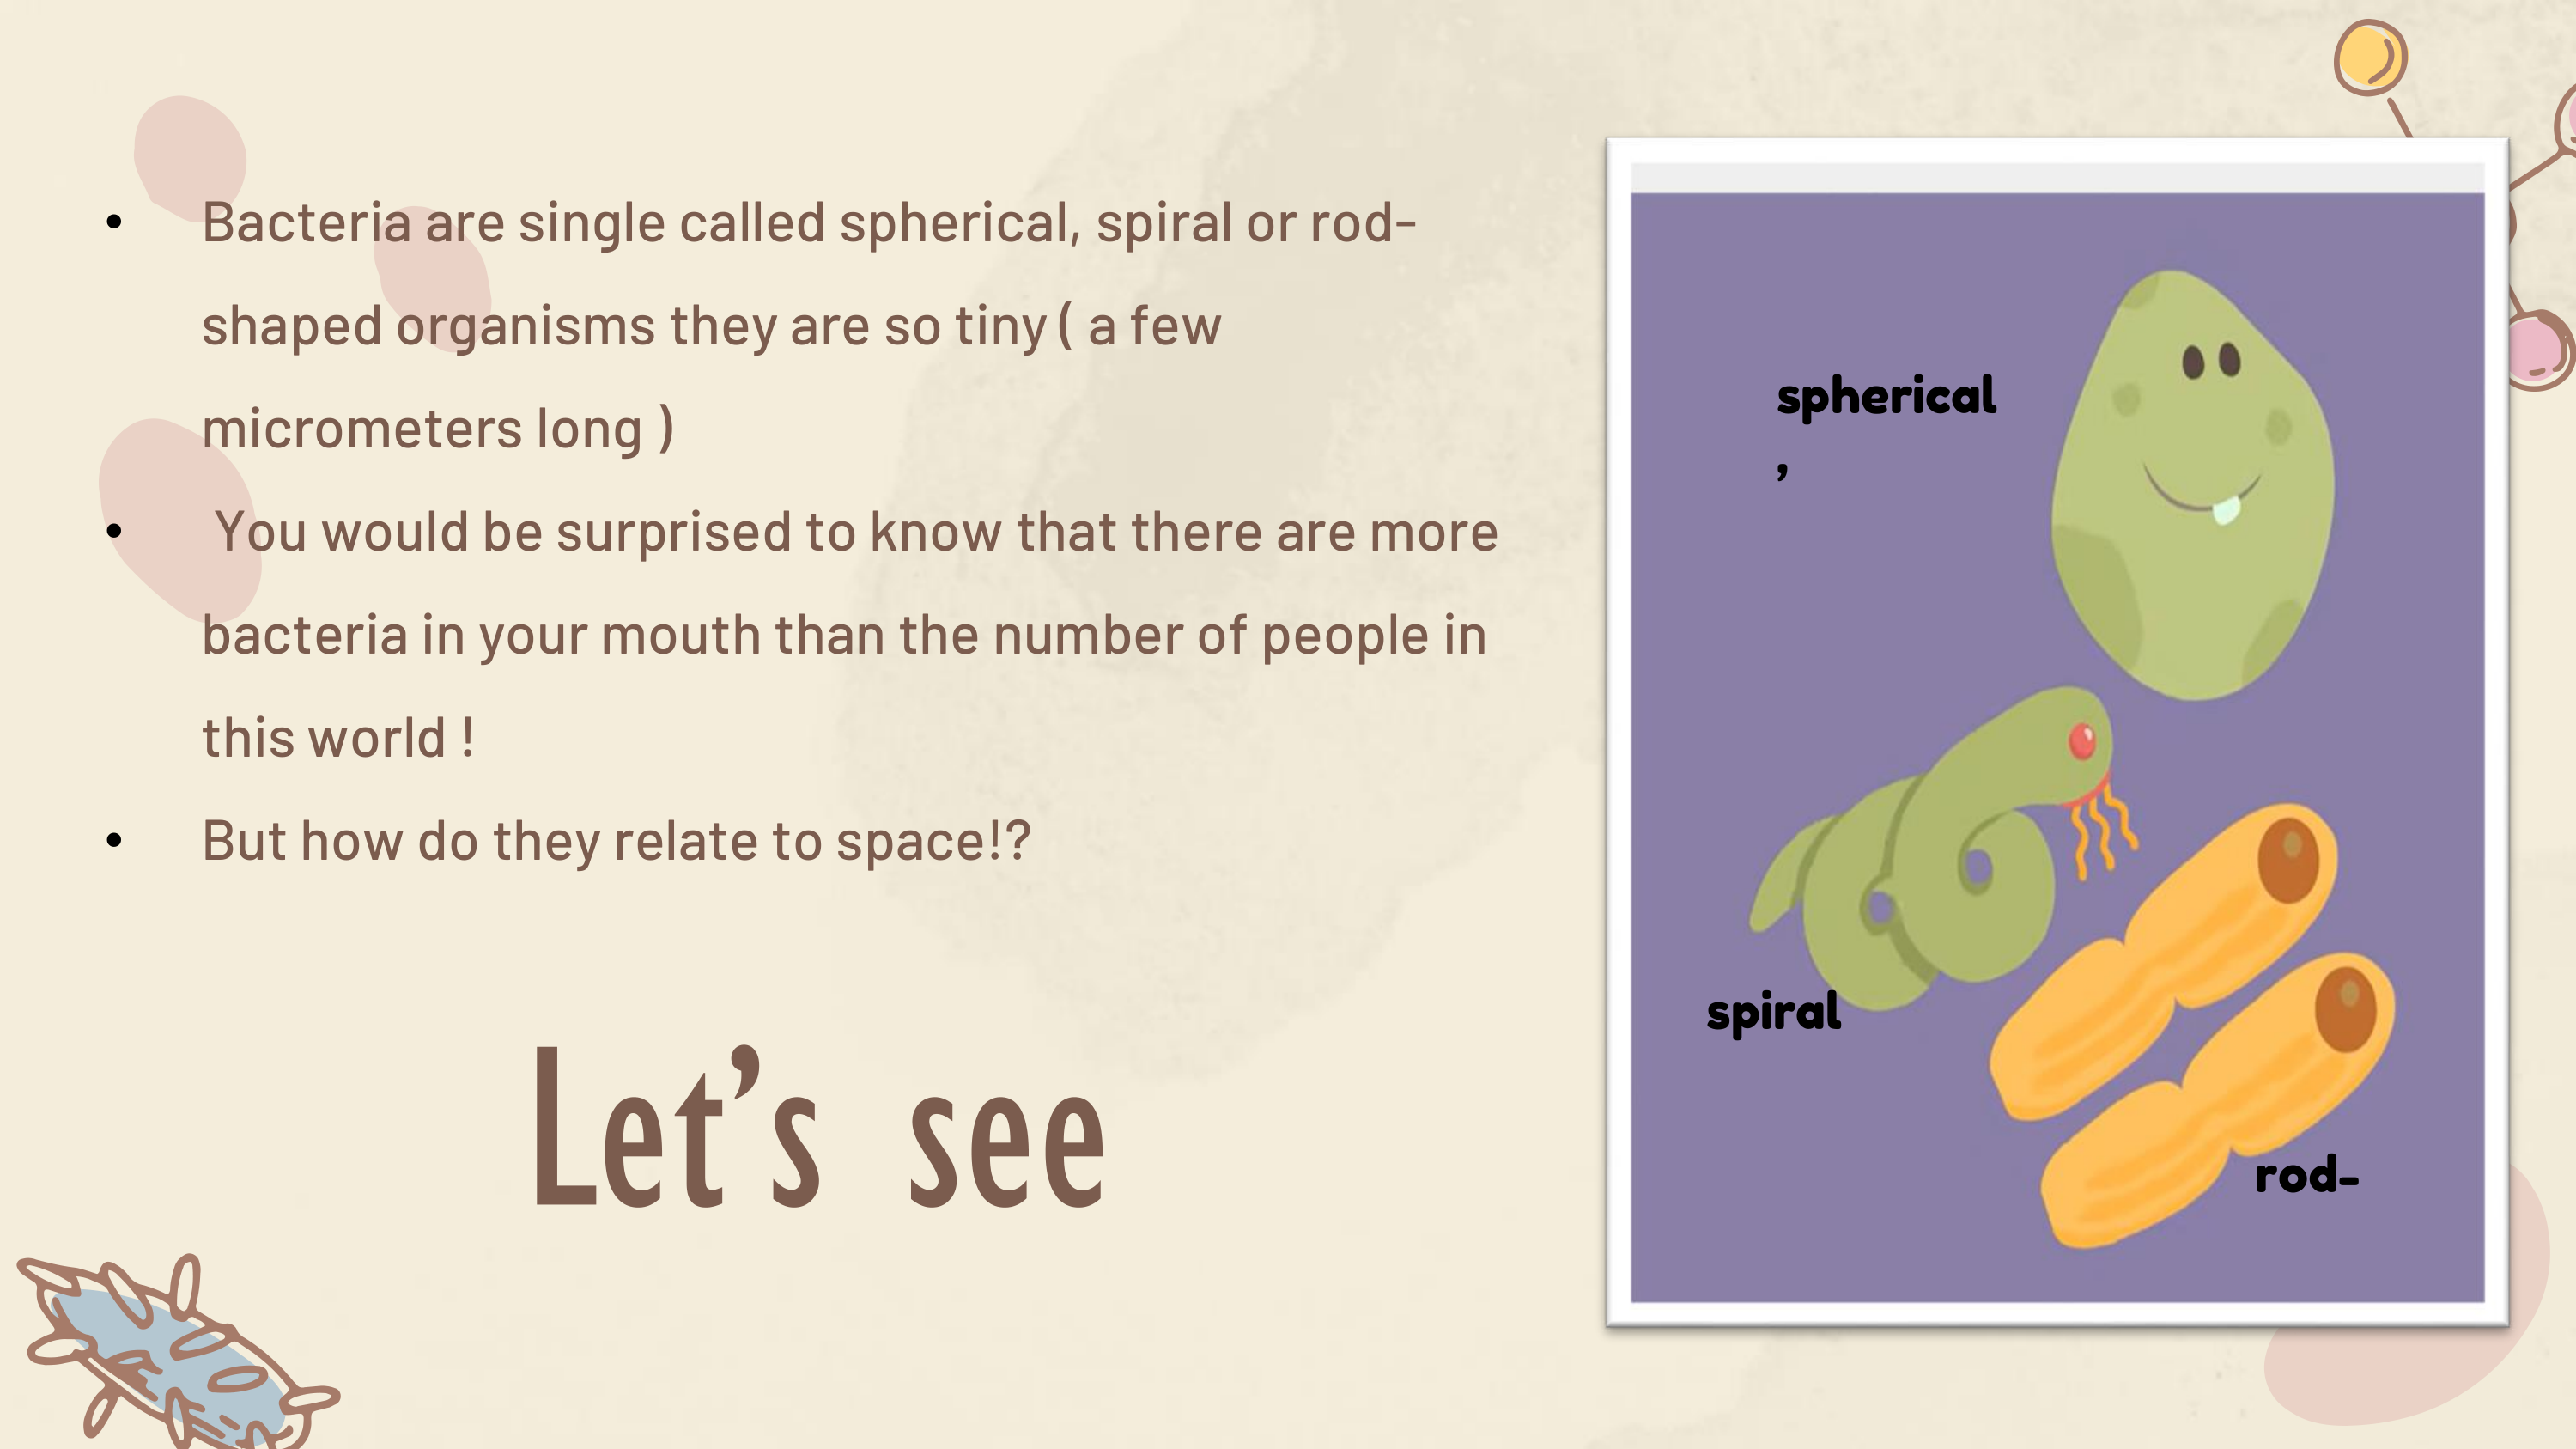 • Bacteria are single called spherical, spiral or rod-
shaped organisms they are so tiny ( a few
micrometers long )
• You would be surprised to know that there are more
bacteria in your mouth than the number of people in
this world !
• But how do they relate to space!?
Let’s see
spherical
,
spiral
rod-